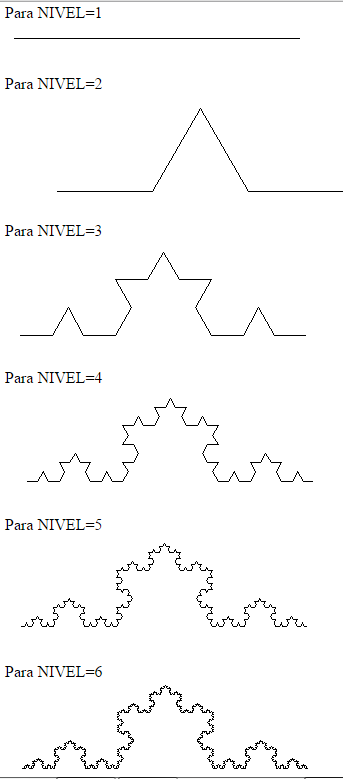 Para NIVEL=1
Para NIVEL=2
Para NIVEL=3
Para NIVEL=4
Para NIVEL=5
Para NIVEL=6